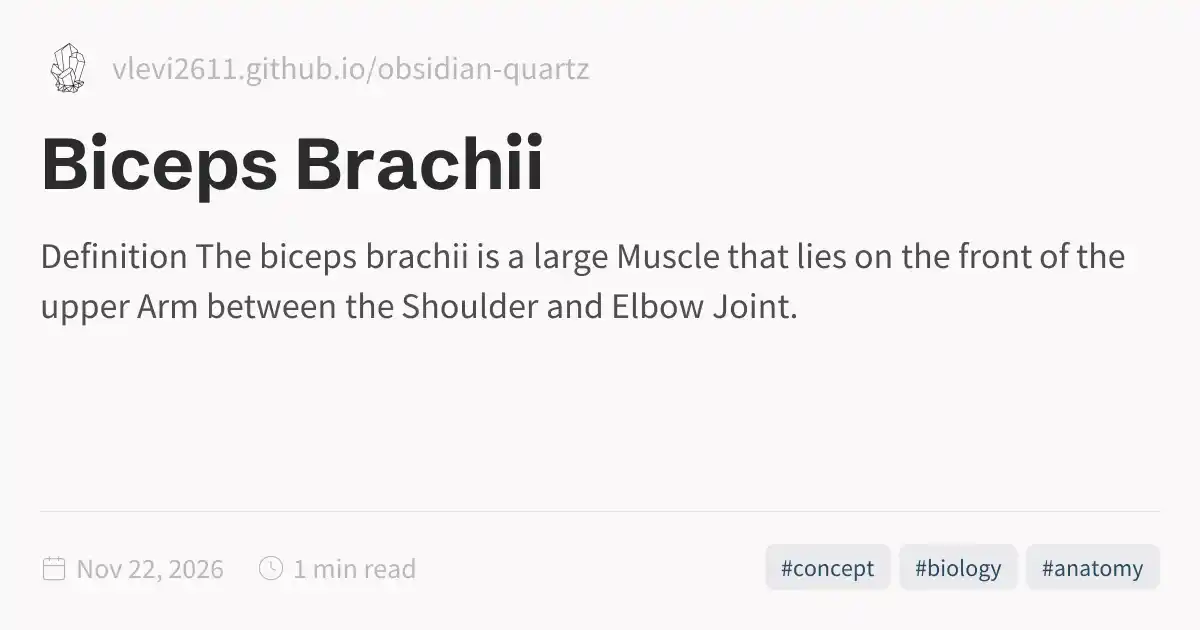 vlevi2611.github.io/obsidian-quartz
Biceps Brachii
Definition The biceps brachii is a large Muscle that lies on the front of the
upper Arm between the Shoulder and Elbow Joint.
Nov 22, 2026 1 min read #concept #biology #anatomy